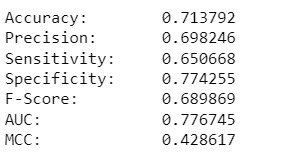 Accuracy: 0.713792
Precision: 0.698246
Sensitivity: 0.650668
Specificity: 0.774255
F-Score: 0.689869
AUC: 0.776745
MCC: 0.428617